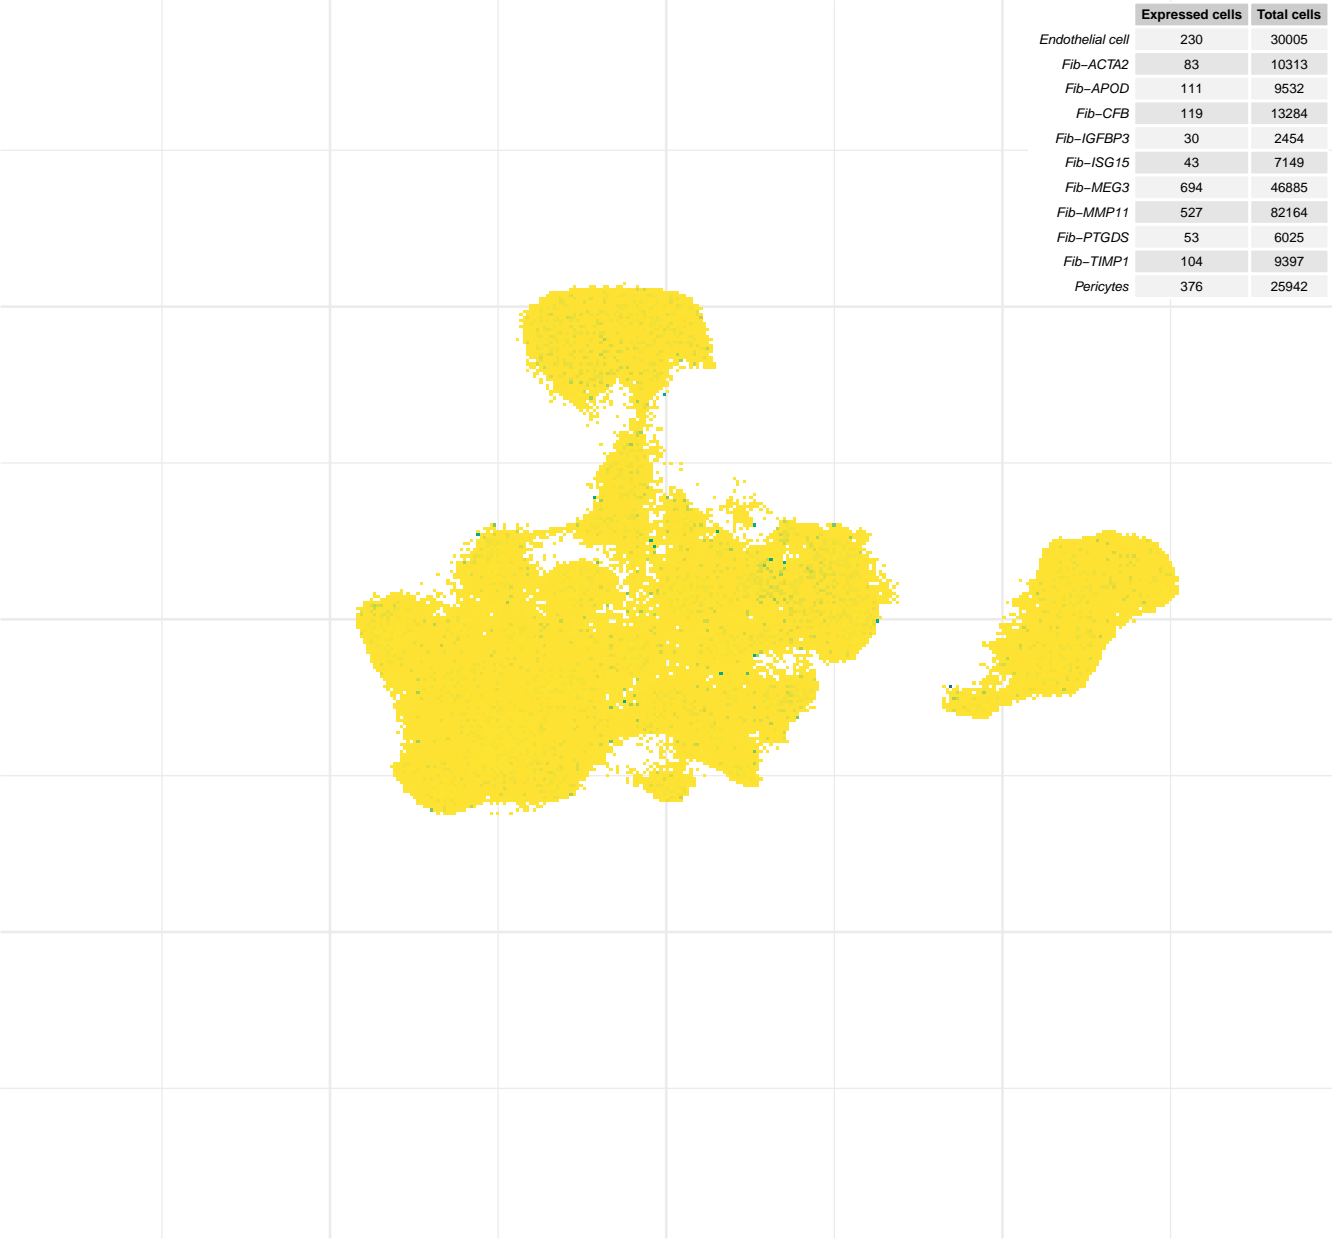 Expressed cells Total cells
Endothelial cell 230 30005
Fib−ACTA2 83 10313
Fib−APOD 111 9532
Fib−CFB 119 13284
Fib−IGFBP3 30 2454
Fib−ISG15 43 7149
Fib−MEG3 694 46885
Fib−MMP11 527 82164
Fib−PTGDS 53 6025
Fib−TIMP1 104 9397
Pericytes 376 25942